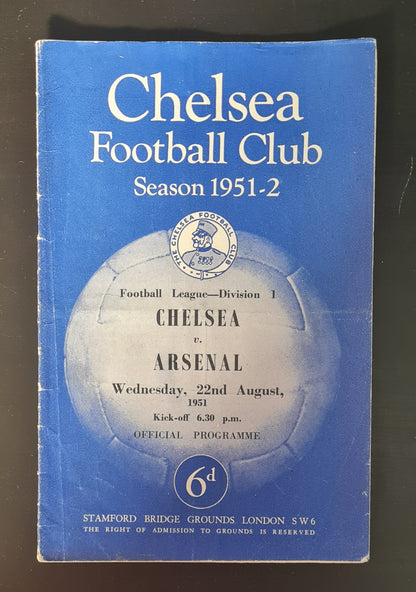 Chelsea
Football Club
Season 1951-2
THE CHELSEA FOOTBALL CLUB
Football League—Division 1
CHELSEA
v.
ARSENAL
Wednesday, 22nd August,
1951
Kick-off 6.30 p.m.
OFFICIAL PROGRAMME
6d
STAMFORD BRIDGE GROUNDS LONDON S W 6
THE RIGHT OF ADMISSION TO GROUNDS IS RESERVED